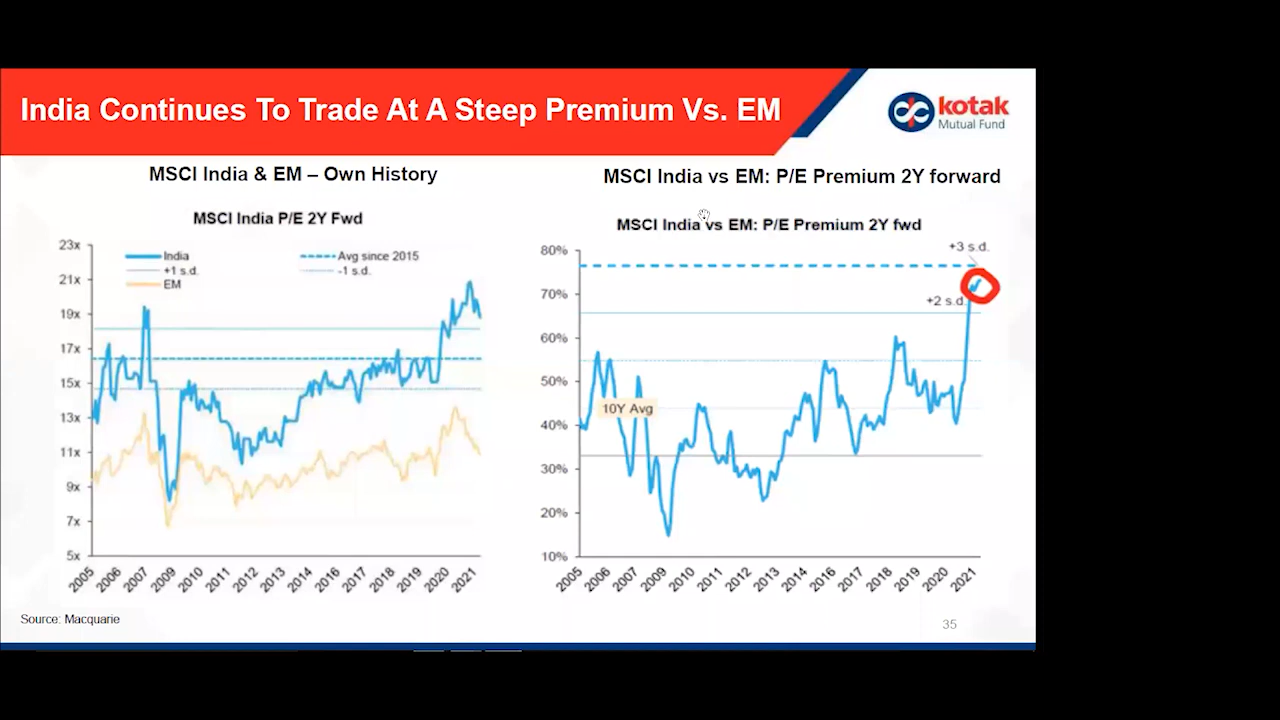 India Continues To Trade At A Steep Premium Vs. EM
kotak
Mutual Fund
MSCI India & EM – Own History
MSCI India P/E 2Y Fwd
India
Avg since 2015
+1 s.d.
-1 s.d.
EM
23x
21x
19x
17x
15x
13x
11x
9x
7x
5x
2005
2006
2007
2009
2010
2011
2012
2013
2014
2016
2017
2018
2019
2020
2021
MSCI India vs EM: P/E Premium 2Y forward
MSCI India vs EM: P/E Premium 2Y fwd
+3 s.d.
+2 s.d.
10Y Avg
80%
70%
60%
50%
40%
30%
20%
10%
2005
2006
2007
2009
2010
2011
2012
2013
2014
2016
2017
2018
2019
2020
2021
Source: Macquarie
35